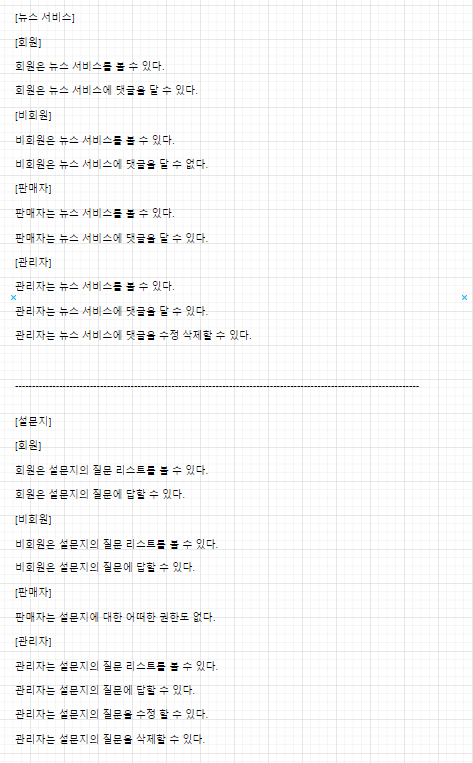 [뉴스 서비스]
[회원]
회원은 뉴스 서비스를 볼 수 있다.
회원은 뉴스 서비스에 댓글을 달 수 있다.
[비회원]
비회원은 뉴스 서비스를 볼 수 있다.
비회원은 뉴스 서비스에 댓글을 달 수 없다.
[판매자]
판매자는 뉴스 서비스를 볼 수 있다.
판매자는 뉴스 서비스에 댓글을 달 수 있다.
[관리자]
관리자는 뉴스 서비스를 볼 수 있다.
관리자는 뉴스 서비스에 댓글을 달 수 있다.
관리자는 뉴스 서비스에 댓글을 수정 삭제할 수 있다.
[설문지]
[회원]
회원은 설문지의 질문 리스트를 볼 수 있다.
회원은 설문지의 질문에 답할 수 있다.
[비회원]
비회원은 설문지의 질문 리스트를 볼 수 있다.
비회원은 설문지의 질문에 답할 수 있다.
[판매자]
판매자는 설문지에 대한 어떠한 권한도 없다.
[관리자]
관리자는 설문지의 질문 리스트를 볼 수 있다.
관리자는 설문지의 질문에 답할 수 있다.
관리자는 설문지의 질문을 수정 할 수 있다.
관리자는 설문지의 질문을 삭제할 수 있다.